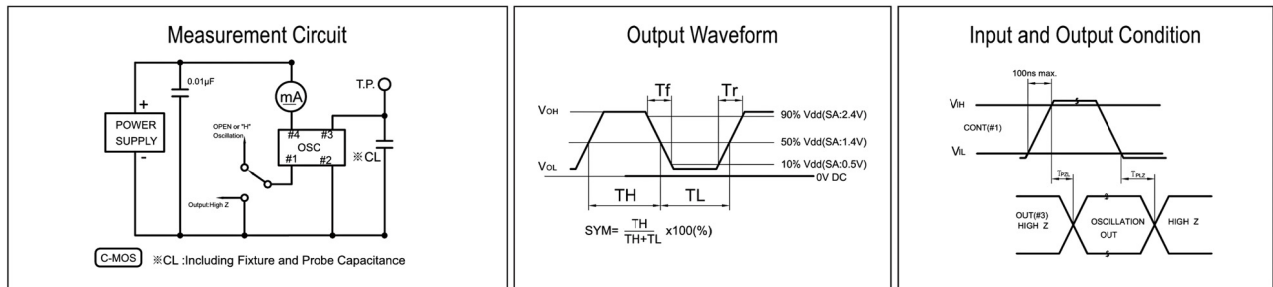 Measurement Circuit
0.01μF
T.P.
mA
+
POWER
SUPPLY
-
OPEN or "H"
Oscillation
#4 #3
OSC
#1 #2
※CL
Output:High Z
C-MOS ※CL :Including Fixture and Probe Capacitance
Output Waveform
Tf Tr
VOH
90% Vdd(SA:2.4V)
50% Vdd(SA:1.4V)
10% Vdd(SA:0.5V)
VOL
0V DC
TH TL
SYM= TH
TH+TL x100(%)
Input and Output Condition
100ns max.
VIH
CONT(#1)
VIL
TPZL TPLZ
OUT(#3)
HIGH Z
OSCILLATION
OUT
HIGH Z